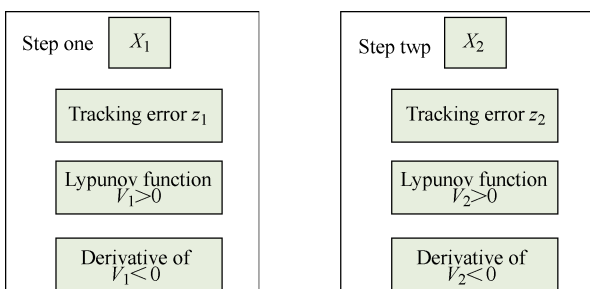 Step one X₁
Tracking error z₁
Lypunov function
V₁>0
Derivative of
V₁<0
Step twp X₂
Tracking error z₂
Lypunov function
V₂>0
Derivative of
V₂<0